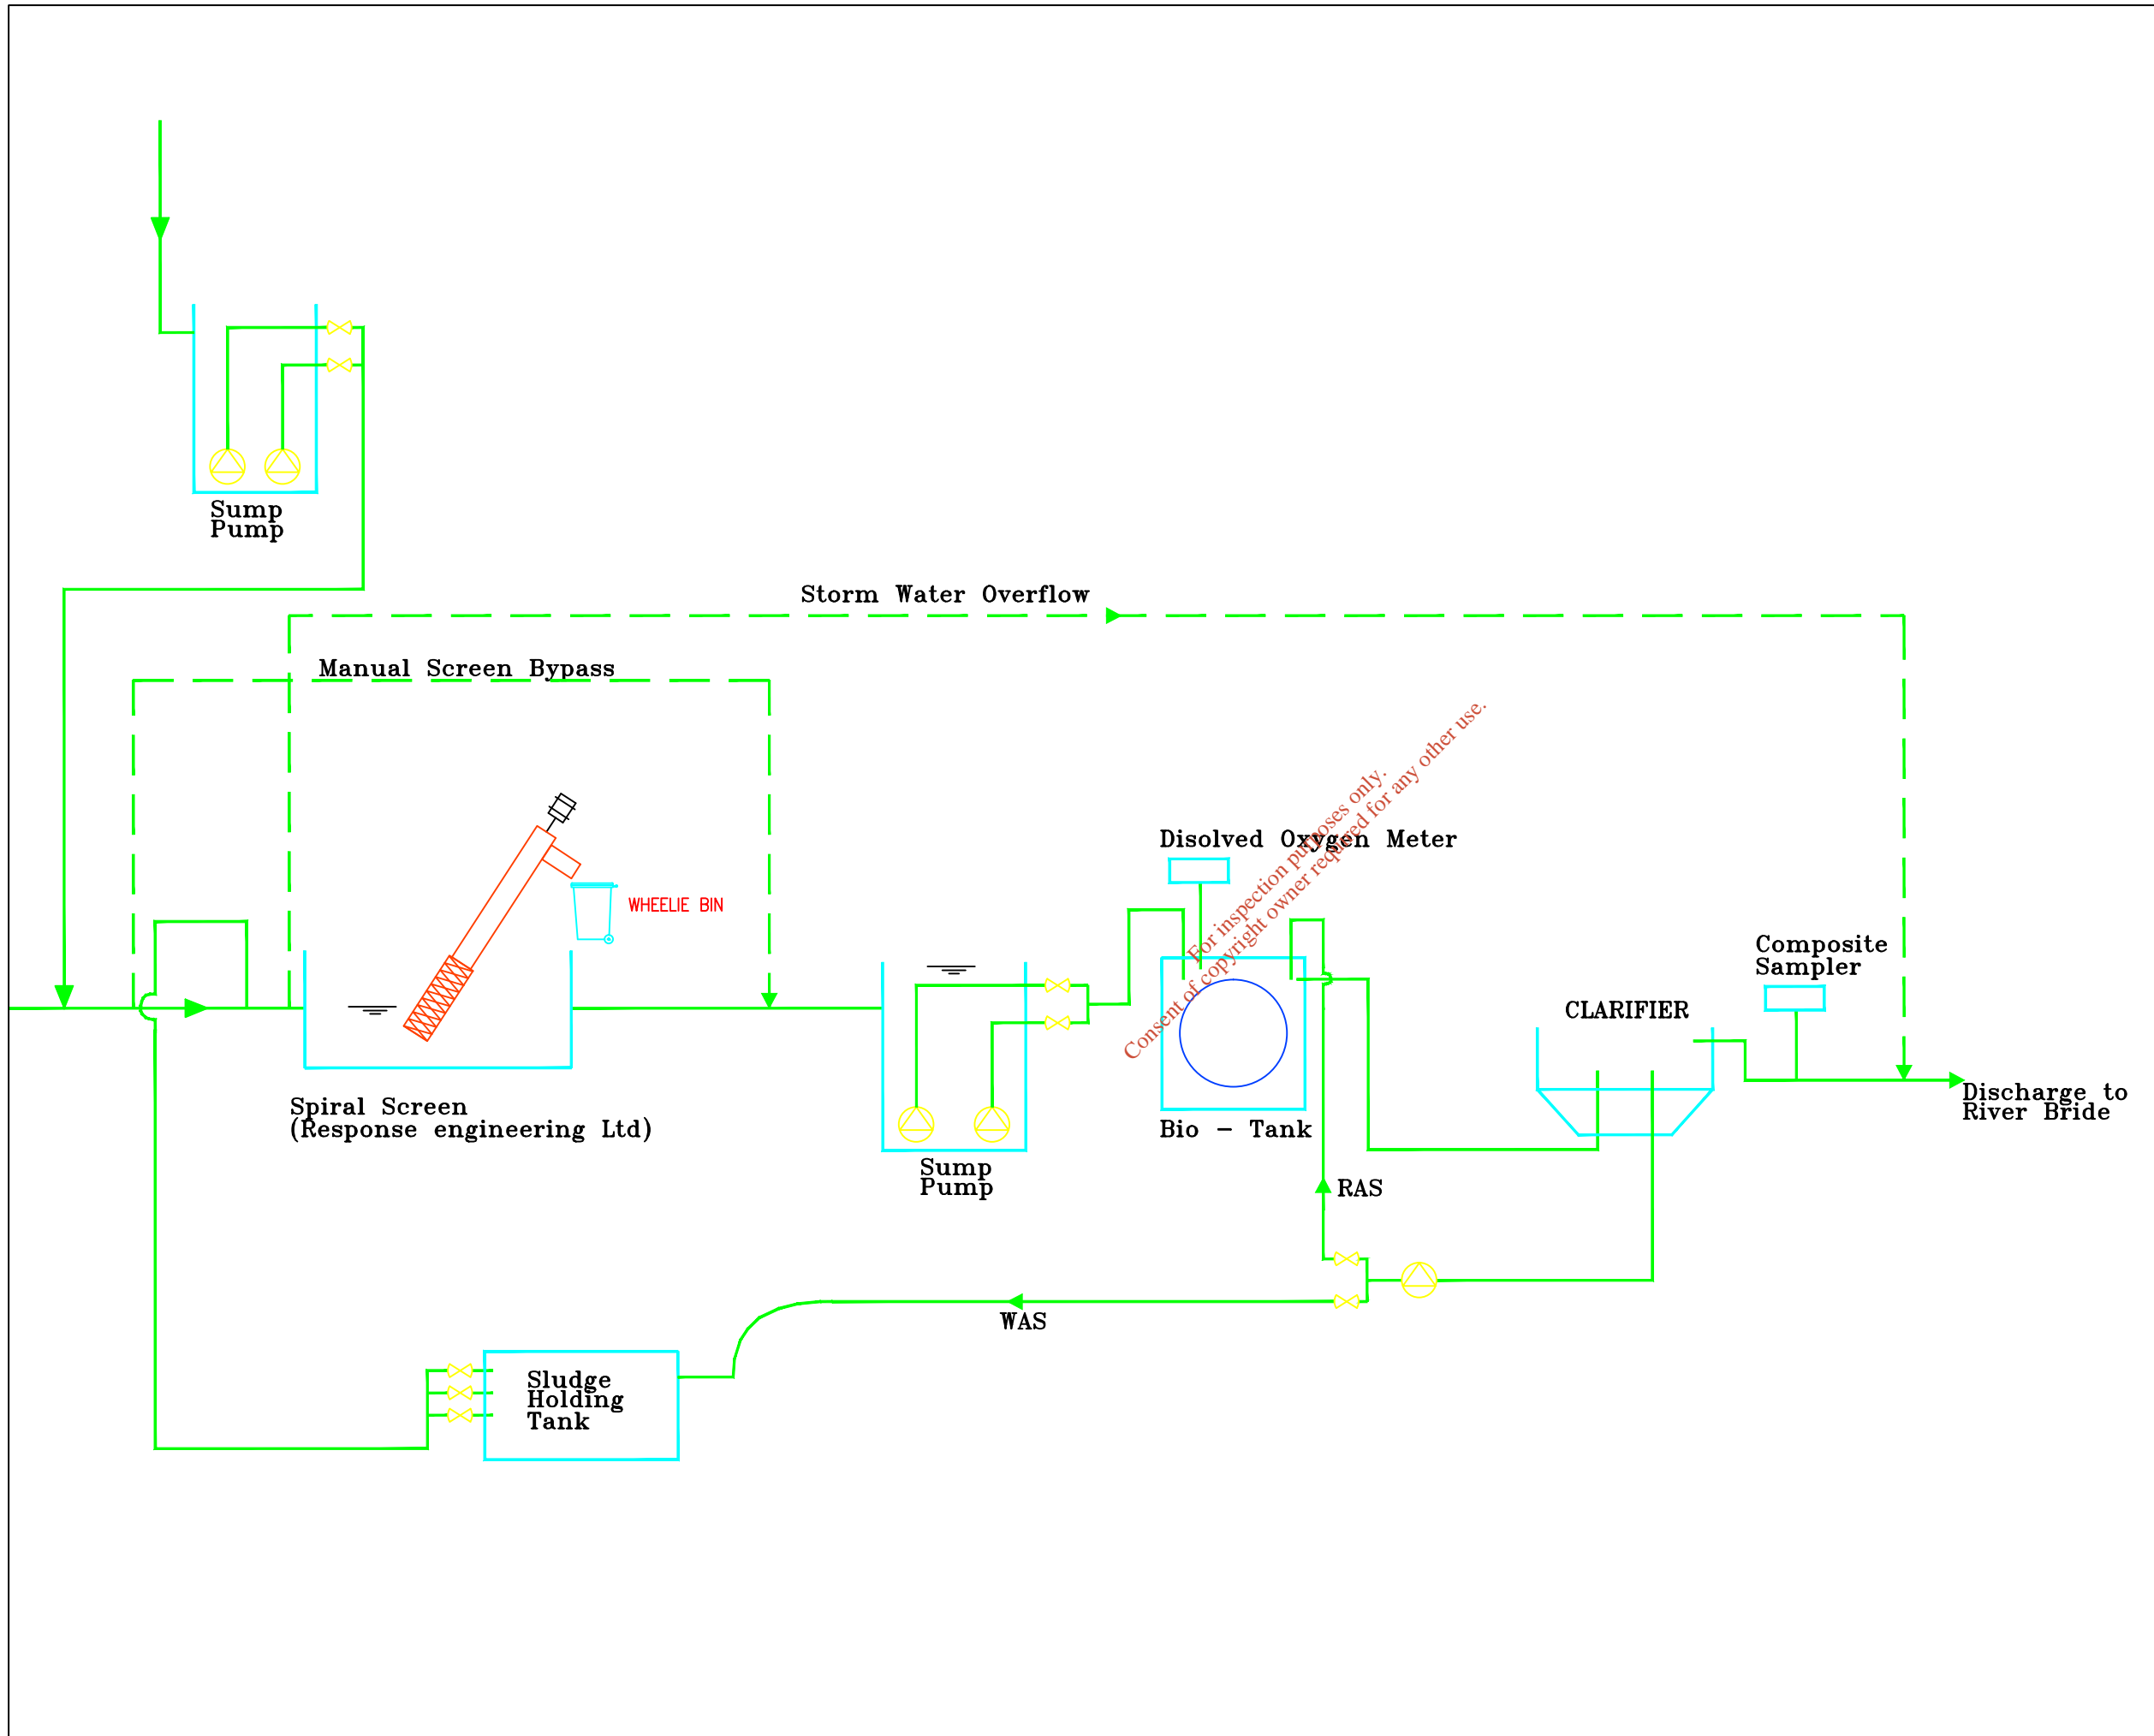 Sump
Pump
Storm Water Overflow
Manual Screen Bypass
WHEELIE BIN
Disolved Oxygen Meter
For inspection purposes only.
Consent of copyright owner required for any other use.
Composite
Sampler
CLARIFIER
Spiral Screen
(Response engineering Ltd)
Discharge to
River Bride
Bio - Tank
Sump
Pump
RAS
WAS
Sludge
Holding
Tank